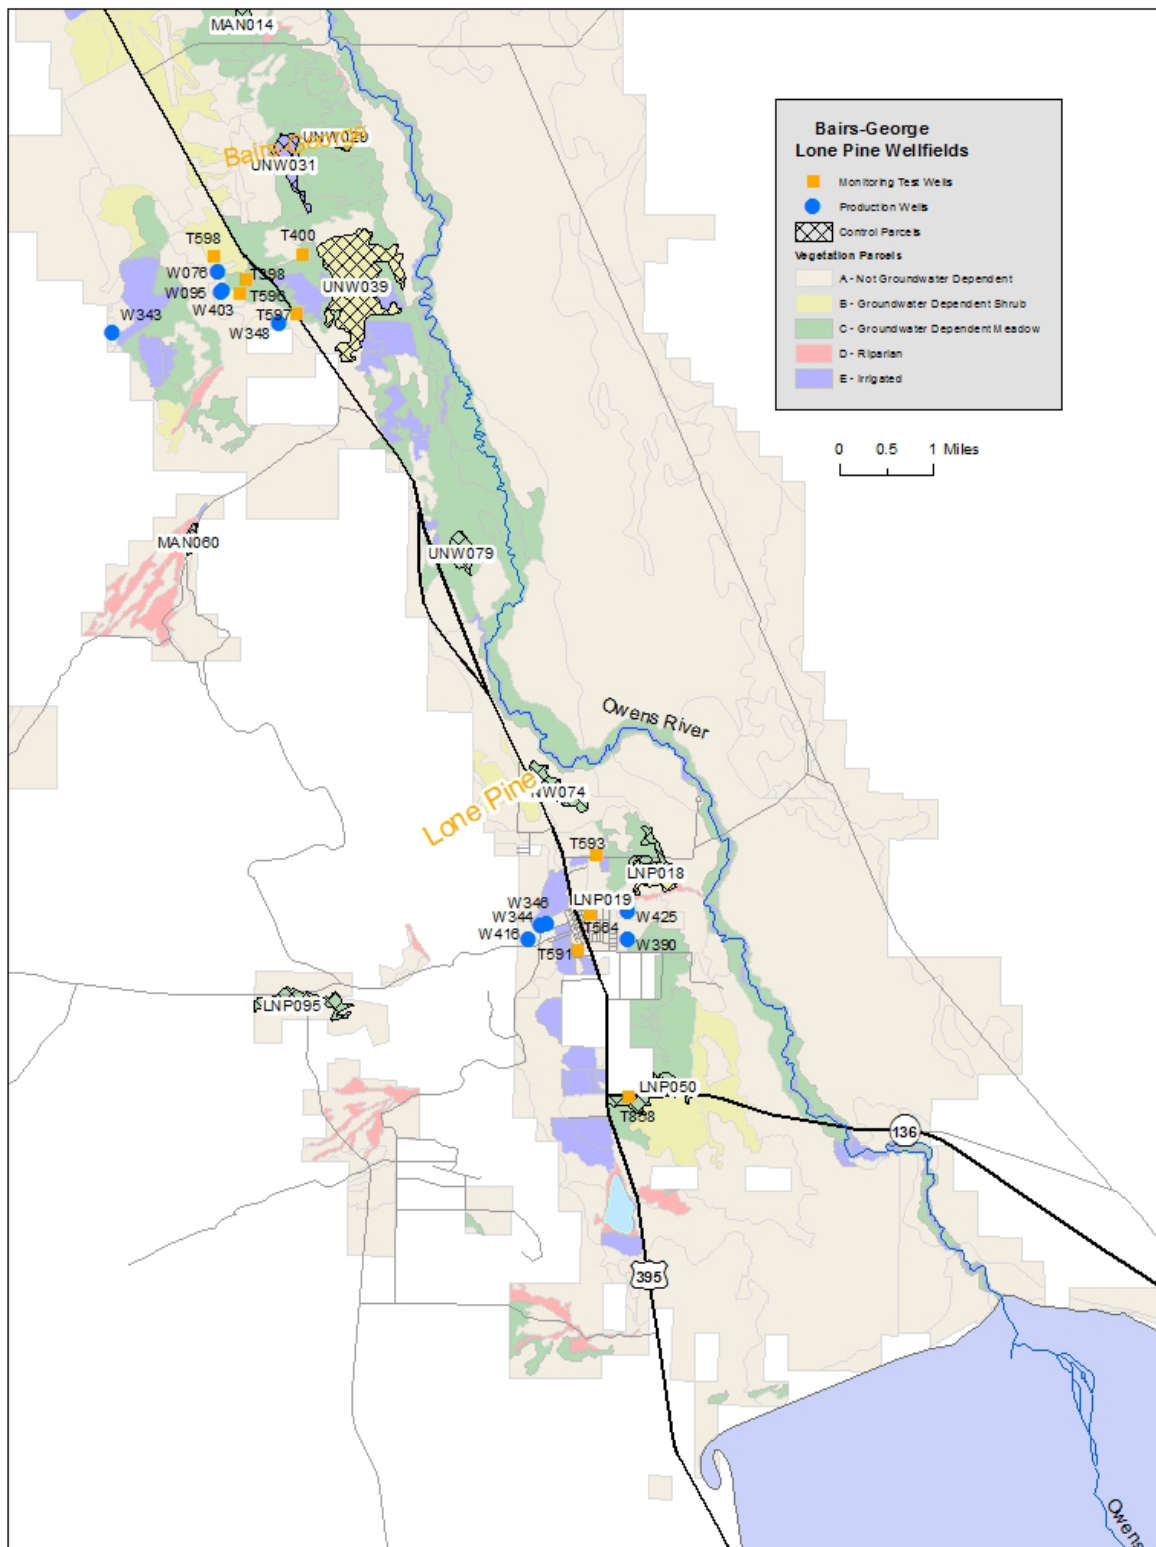 MAN014
Bairs-George
UNW029
UNW031
Bairs-George
Lone Pine Wellfields
Monitoring Test Wells
Production Wells
Control Parcels
Vegetation Parcels
A - Not Groundwater Dependent
B - Groundwater Dependent Shrub
C - Groundwater Dependent Meadow
D - Riparian
E - Irrigated
0 0.5 1 Miles
T598
T400
W076
T398
W095
T596
UNW039
W403
T597
W343
W348
MAN060
UNW079
Owens River
Lone Pine
NW074
T593
LNP018
W346
LNP019
W344
T564
W425
W416
T591
W390
LNP095
LNP050
T858
136
395
Owens